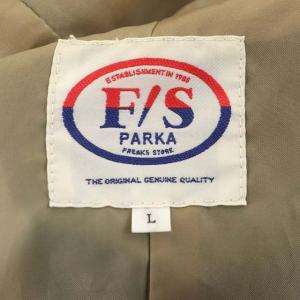 ESTABLISHMENT IN 1986
F/S
PARKA
FREAKS STORE
THE ORIGINAL GENUINE QUALITY
L